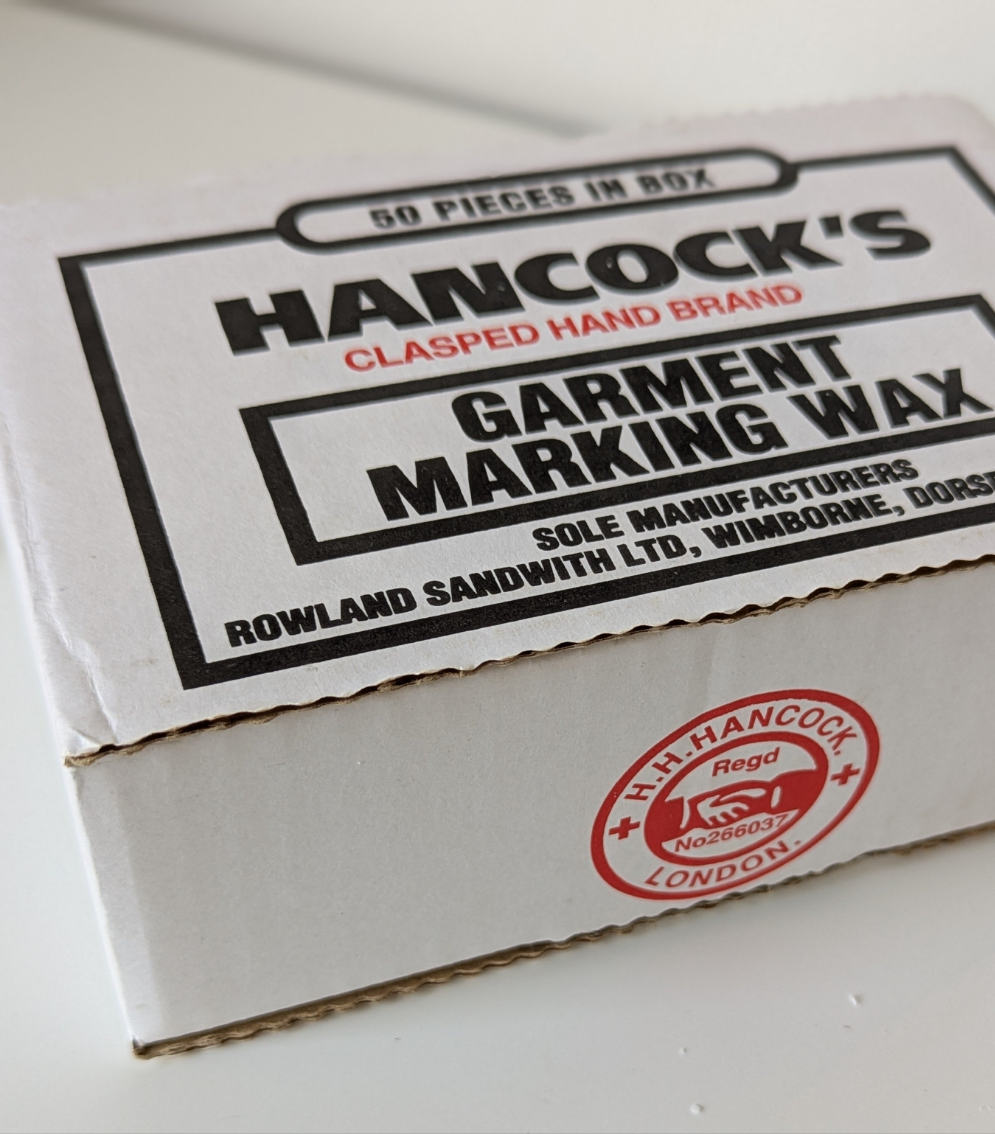 50 PIECES IN BOX
HANCOCK'S
CLASPED HAND BRAND
GARMENT
MARKING WAX
SOLE MANUFACTURERS
ROWLAND SANDWITH LTD, WIMBORNE, DORSE
H.H.HANCOCK.
Regd
No266037
LONDON.